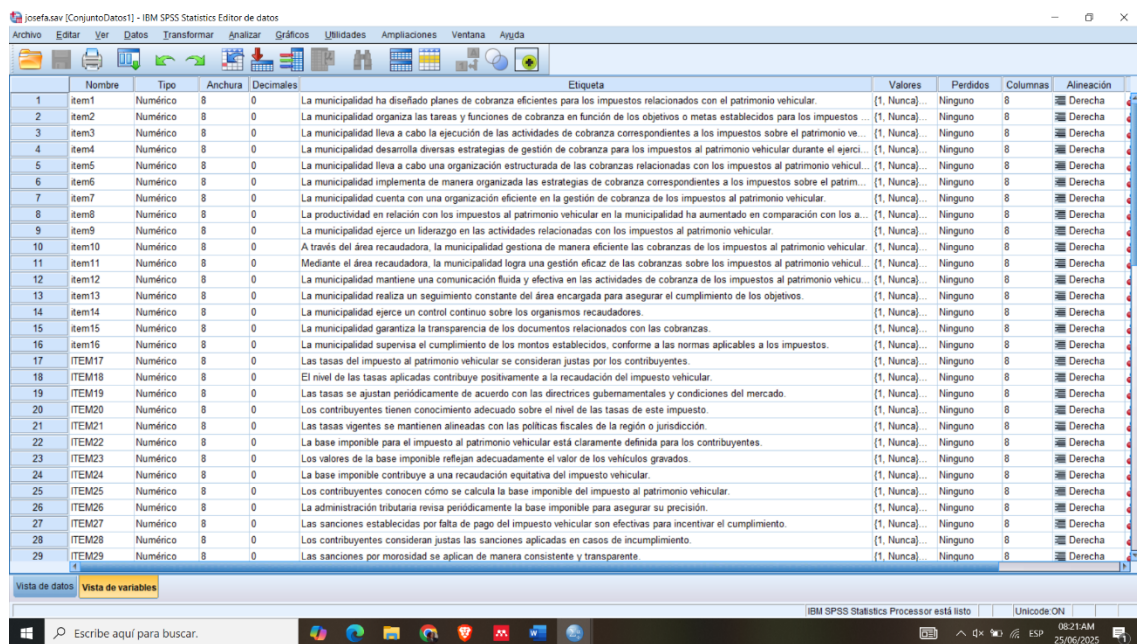 josefa.sav [ConjuntoDatos1] - IBM SPSS Statistics Editor de datos
Archivo Editar Ver Datos Transformar Analizar Gráficos Utilidades Ampliaciones Ventana Ayuda
Nombre Tipo Anchura Decimales Etiqueta Valores Perdidos Columnas Alineación
1 item1 Numérico 8 0 La municipalidad ha diseñado planes de cobranza eficientes para los impuestos relacionados con el patrimonio vehicular. {1, Nunca}... Ninguno 8 Derecha
2 item2 Numérico 8 0 La municipalidad organiza las tareas y funciones de cobranza en función de los objetivos o metas establecidos para los impuestos ... {1, Nunca}... Ninguno 8 Derecha
3 item3 Numérico 8 0 La municipalidad lleva a cabo la ejecución de las actividades de cobranza correspondientes a los impuestos sobre el patrimonio ve... {1, Nunca}... Ninguno 8 Derecha
4 item4 Numérico 8 0 La municipalidad desarrolla diversas estrategias de gestión de cobranza para los impuestos al patrimonio vehicular durante el ejerci... {1, Nunca}... Ninguno 8 Derecha
5 item5 Numérico 8 0 La municipalidad lleva a cabo una organización estructurada de las cobranzas relacionadas con los impuestos al patrimonio vehicul... {1, Nunca}... Ninguno 8 Derecha
6 item6 Numérico 8 0 La municipalidad implementa de manera organizada las estrategias de cobranza correspondientes a los impuestos sobre el patrim... {1, Nunca}... Ninguno 8 Derecha
7 item7 Numérico 8 0 La municipalidad cuenta con una organización eficiente en la gestión de cobranza de los impuestos al patrimonio vehicular. {1, Nunca}... Ninguno 8 Derecha
8 item8 Numérico 8 0 La productividad en relación con los impuestos al patrimonio vehicular en la municipalidad ha aumentado en comparación con los a... {1, Nunca}... Ninguno 8 Derecha
9 item9 Numérico 8 0 La municipalidad ejerce un liderazgo en las actividades relacionadas con los impuestos al patrimonio vehicular. {1, Nunca}... Ninguno 8 Derecha
10 item10 Numérico 8 0 A través del área recaudadora, la municipalidad gestiona de manera eficiente las cobranzas de los impuestos al patrimonio vehicular. {1, Nunca}... Ninguno 8 Derecha
11 item11 Numérico 8 0 Mediante el área recaudadora, la municipalidad logra una gestión eficaz de las cobranzas sobre los impuestos al patrimonio vehicul... {1, Nunca}... Ninguno 8 Derecha
12 item12 Numérico 8 0 La municipalidad mantiene una comunicación fluida y efectiva en las actividades de cobranza de los impuestos al patrimonio vehicu... {1, Nunca}... Ninguno 8 Derecha
13 item13 Numérico 8 0 La municipalidad realiza un seguimiento constante del área encargada para asegurar el cumplimiento de los objetivos. {1, Nunca}... Ninguno 8 Derecha
14 item14 Numérico 8 0 La municipalidad ejerce un control continuo sobre los organismos recaudadores. {1, Nunca}... Ninguno 8 Derecha
15 item15 Numérico 8 0 La municipalidad garantiza la transparencia de los documentos relacionados con las cobranzas. {1, Nunca}... Ninguno 8 Derecha
16 item16 Numérico 8 0 La municipalidad supervisa el cumplimiento de los montos establecidos, conforme a las normas aplicables a los impuestos. {1, Nunca}... Ninguno 8 Derecha
17 ITEM17 Numérico 8 0 Las tasas del impuesto al patrimonio vehicular se consideran justas por los contribuyentes. {1, Nunca}... Ninguno 8 Derecha
18 ITEM18 Numérico 8 0 El nivel de las tasas aplicadas contribuye positivamente a la recaudación del impuesto vehicular. {1, Nunca}... Ninguno 8 Derecha
19 ITEM19 Numérico 8 0 Las tasas se ajustan periódicamente de acuerdo con las directrices gubernamentales y condiciones del mercado. {1, Nunca}... Ninguno 8 Derecha
20 ITEM20 Numérico 8 0 Los contribuyentes tienen conocimiento adecuado sobre el nivel de las tasas de este impuesto. {1, Nunca}... Ninguno 8 Derecha
21 ITEM21 Numérico 8 0 Las tasas vigentes se mantienen alineadas con las políticas fiscales de la región o jurisdicción. {1, Nunca}... Ninguno 8 Derecha
22 ITEM22 Numérico 8 0 La base imponible para el impuesto al patrimonio vehicular está claramente definida para los contribuyentes. {1, Nunca}... Ninguno 8 Derecha
23 ITEM23 Numérico 8 0 Los valores de la base imponible reflejan adecuadamente el valor de los vehículos gravados. {1, Nunca}... Ninguno 8 Derecha
24 ITEM24 Numérico 8 0 La base imponible contribuye a una recaudación equitativa del impuesto vehicular. {1, Nunca}... Ninguno 8 Derecha
25 ITEM25 Numérico 8 0 Los contribuyentes conocen cómo se calcula la base imponible del impuesto al patrimonio vehicular. {1, Nunca}... Ninguno 8 Derecha
26 ITEM26 Numérico 8 0 La administración tributaria revisa periódicamente la base imponible para asegurar su precisión. {1, Nunca}... Ninguno 8 Derecha
27 ITEM27 Numérico 8 0 Las sanciones establecidas por falta de pago del impuesto vehicular son efectivas para incentivar el cumplimiento. {1, Nunca}... Ninguno 8 Derecha
28 ITEM28 Numérico 8 0 Los contribuyentes consideran justas las sanciones aplicadas en casos de incumplimiento. {1, Nunca}... Ninguno 8 Derecha
29 ITEM29 Numérico 8 0 Las sanciones por morosidad se aplican de manera consistente y transparente. {1, Nunca}... Ninguno 8 Derecha
Vista de datos Vista de variables
IBM SPSS Statistics Processor está listo Unicode:ON
Escribe aquí para buscar. ESP 08:21AM
25/06/2025